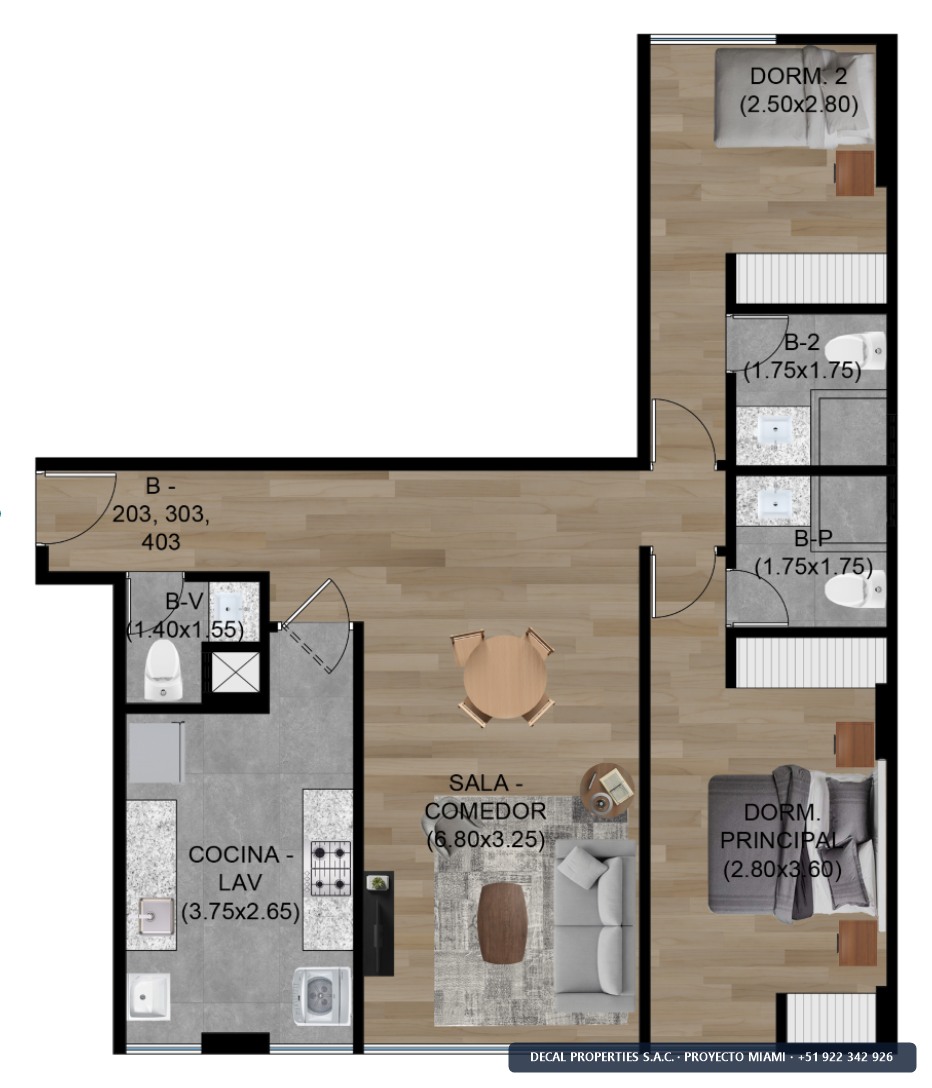 DORM. 2
(2.50x2.80)
B-2
(1.75x1.75)
B -
203, 303,
403
B-P
(1.75x1.75)
B-V
(1.40x1.55)
SALA -
COMEDOR
(6.80x3.25)
DORM.
PRINCIPAL
(2.80x3.60)
COCINA -
LAV
(3.75x2.65)
DECAL PROPERTIES S.A.C. · PROYECTO MIAMI · +51 922 342 926